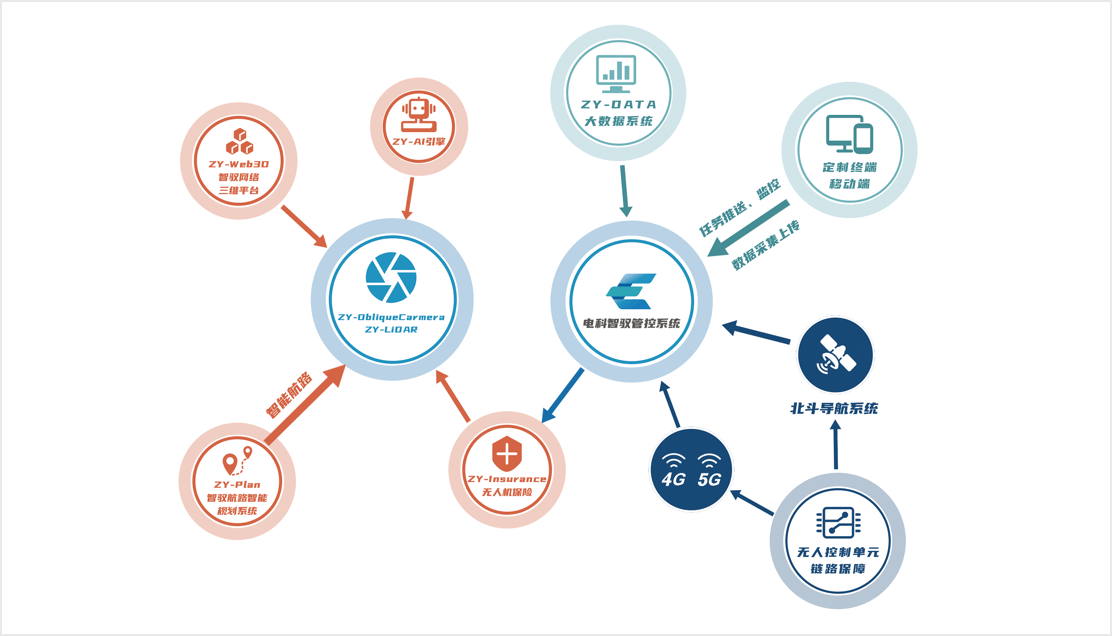 ZY-DATA
大数据系统
ZY-AI引擎
ZY-Web3D
智驭网络
三维平台
定制终端
移动端
任务推送、监控
数据采集上传
ZY-ObliqueCarmera
ZY-LiDAR
电科智驭管控系统
智能航路
北斗导航系统
ZY-Plan
智驭航路智能
规划系统
ZY-Insurance
无人机保险
4G 5G
无人控制单元
链路保障